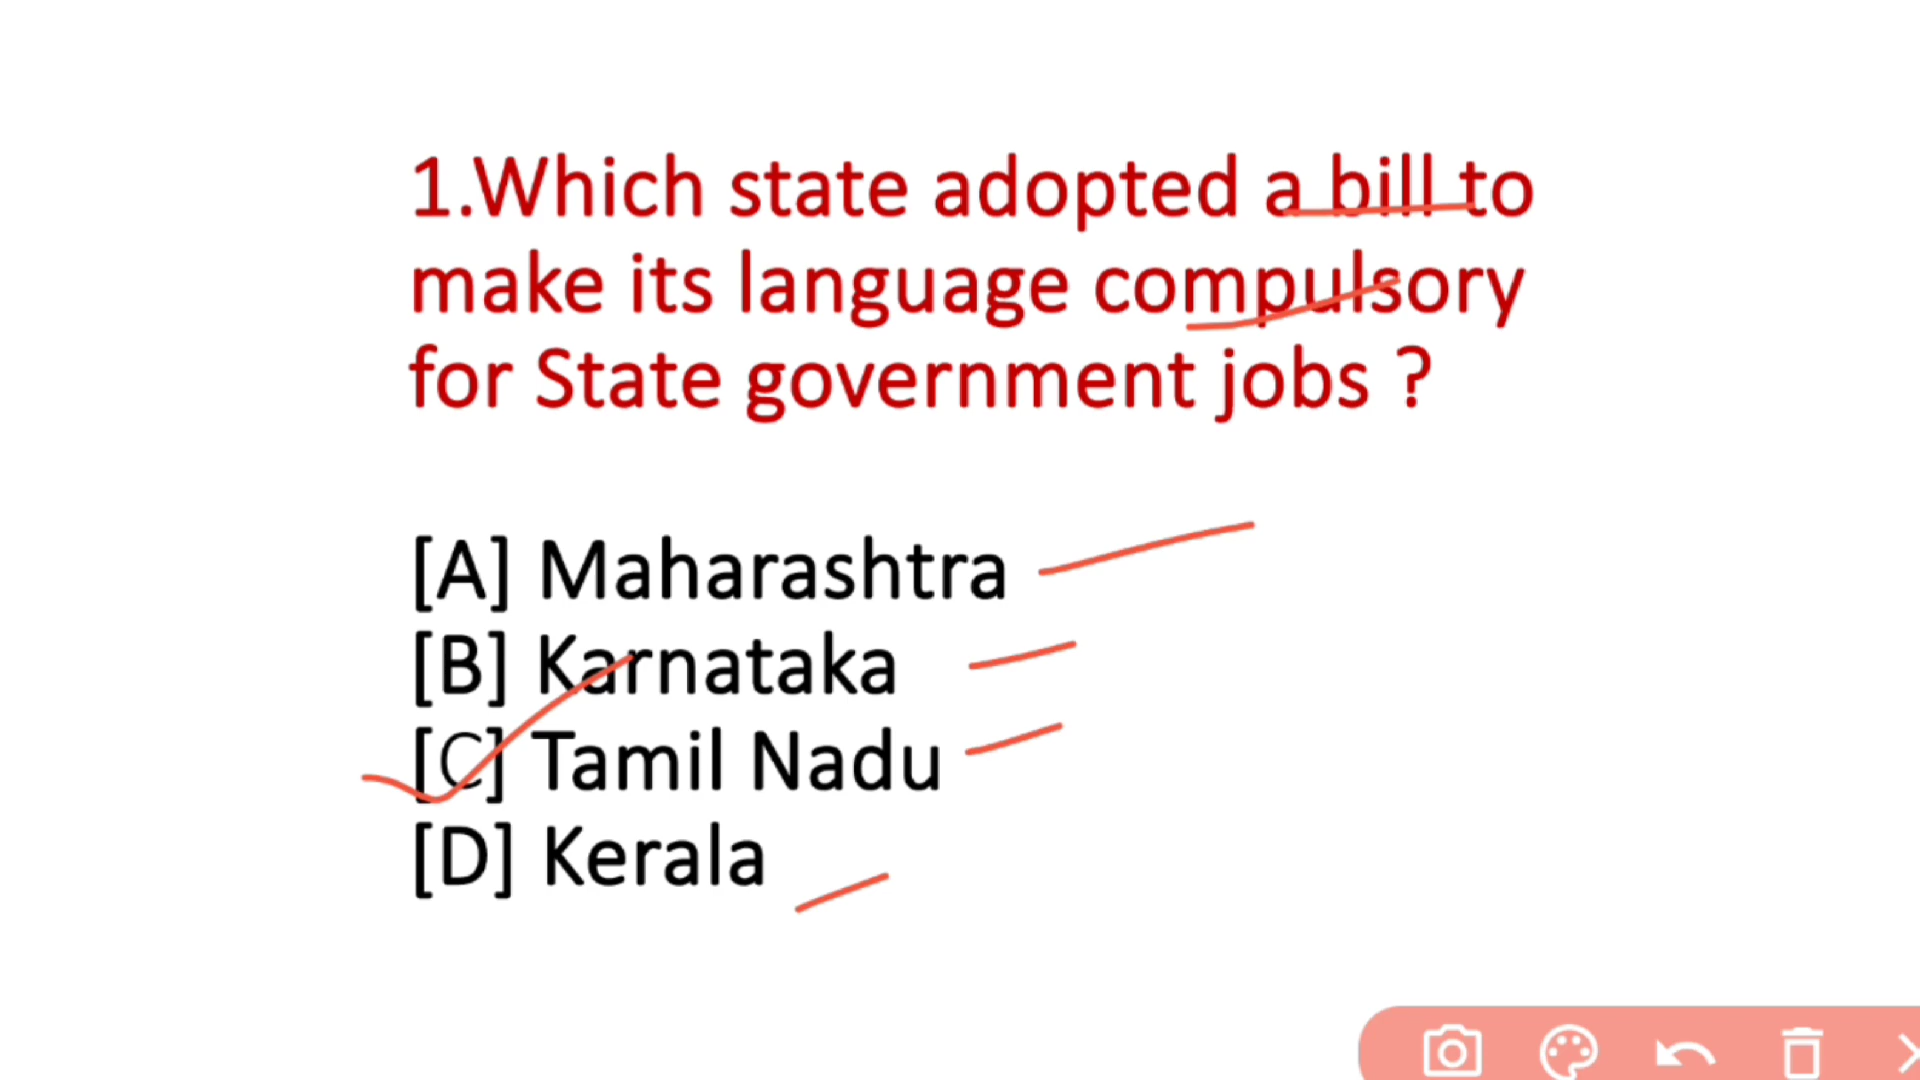 1.Which state adopted a bill to
make its language compulsory
for State government jobs ?
[A] Maharashtra
[B] Karnataka
[C] Tamil Nadu
[D] Kerala